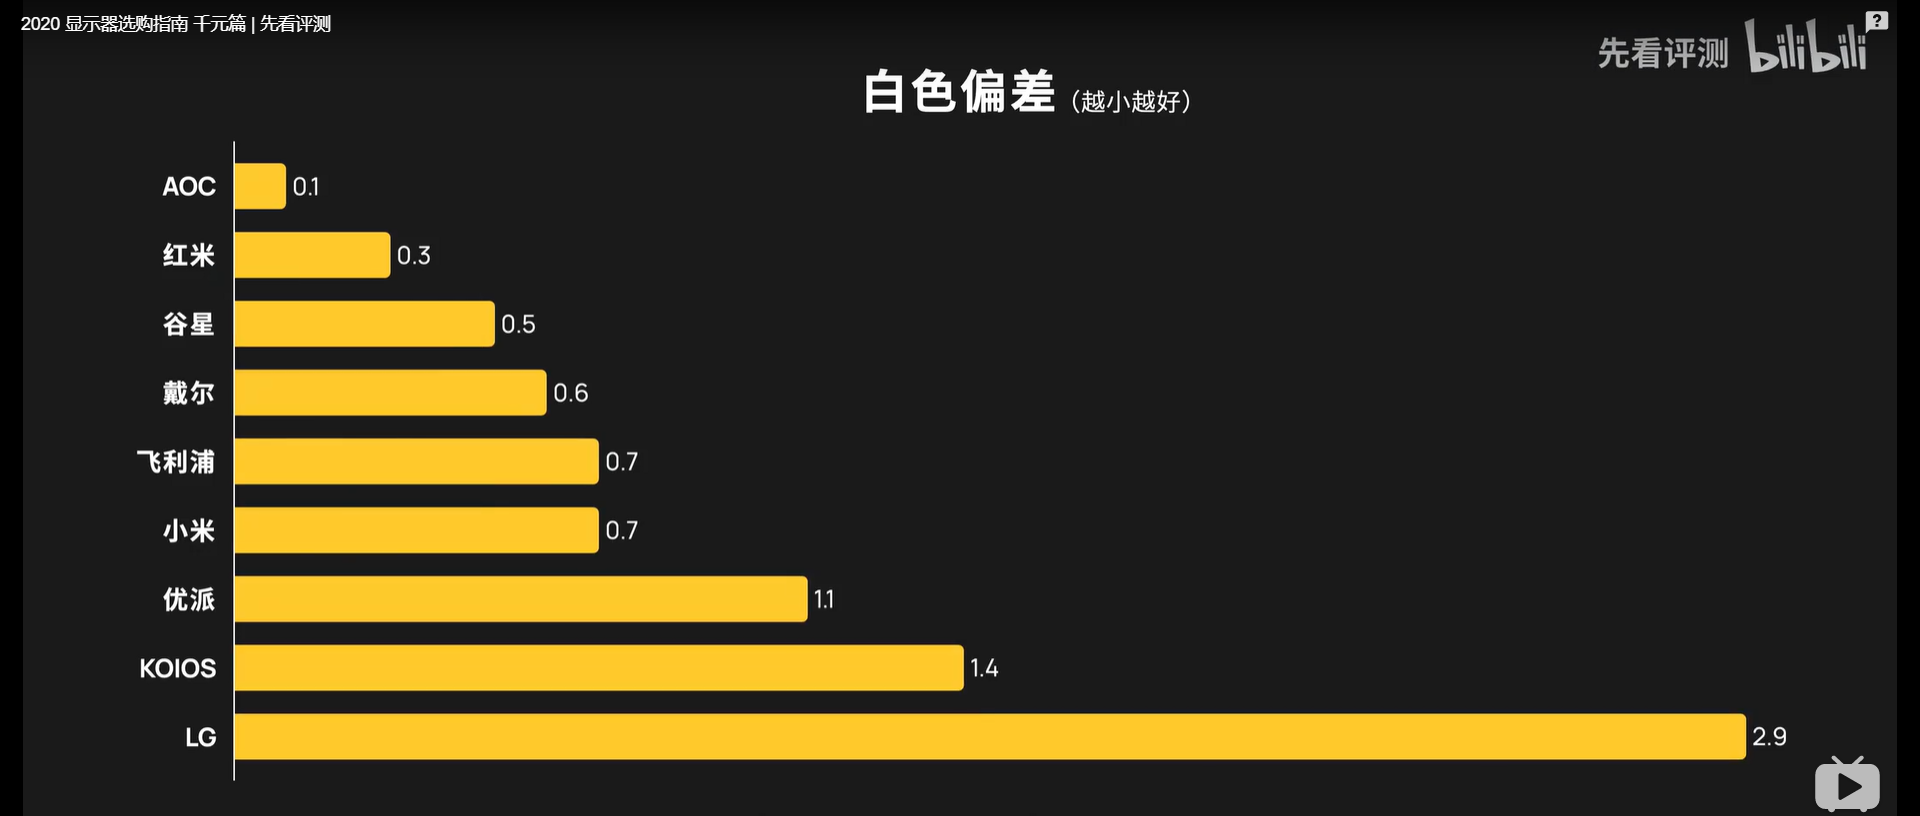 2020 显示器选购指南 千元篇 | 先看评测
先看评测 bilibili
?
白色偏差（越小越好）
AOC 0.1
红米 0.3
谷星 0.5
戴尔 0.6
飞利浦 0.7
小米 0.7
优派 1.1
KOIOS 1.4
LG 2.9